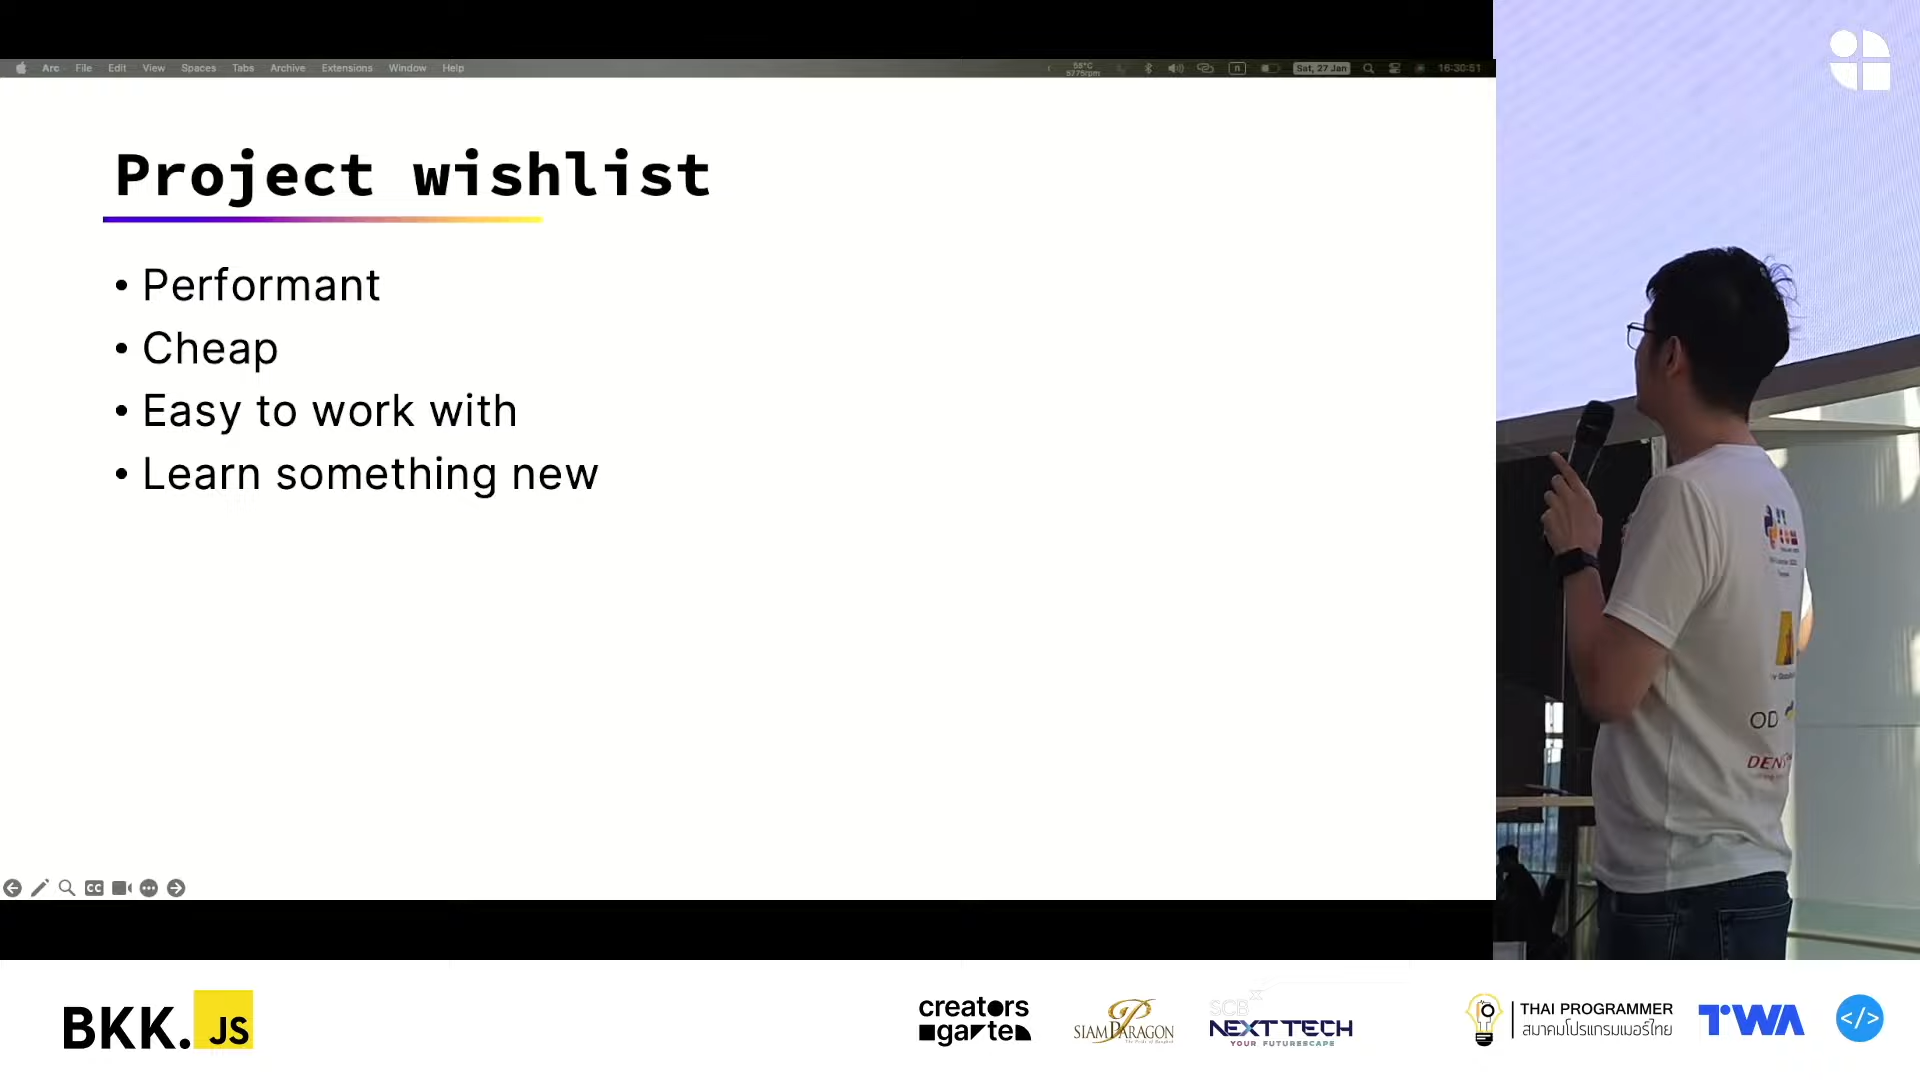 Arc File Edit View Spaces Tabs Archive Extensions Window Help
Sat, 27 Jan 16:30:51
Project wishlist
• Performant
• Cheap
• Easy to work with
• Learn something new
CC
OD
BKK.JS
creators
garten
SIAM PARAGON
SCB
NEXT TECH
YOUR FUTURESCAPE
THAI PROGRAMMER
สมาคมโปรแกรมเมอร์ไทย
TWA
</>